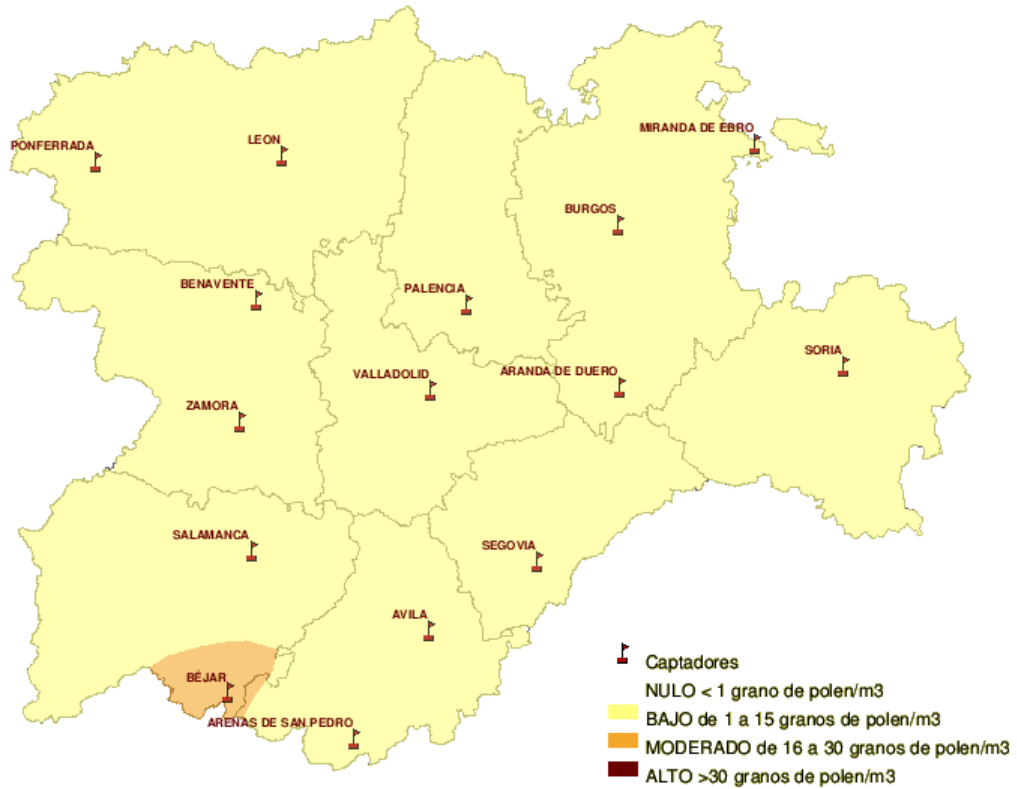 MIRANDA DE EBRO
PONFERRADA
LEON
BURGOS
BENAVENTE
PALENCIA
SORIA
VALLADOLID
ARANDA DE DUERO
ZAMORA
SALAMANCA
SEGOVIA
AVILA
BÉJAR
ARENAS DE SAN PEDRO
Captadores
NULO < 1 grano de polen/m3
BAJO de 1 a 15 granos de polen/m3
MODERADO de 16 a 30 granos de polen/m3
ALTO >30 granos de polen/m3